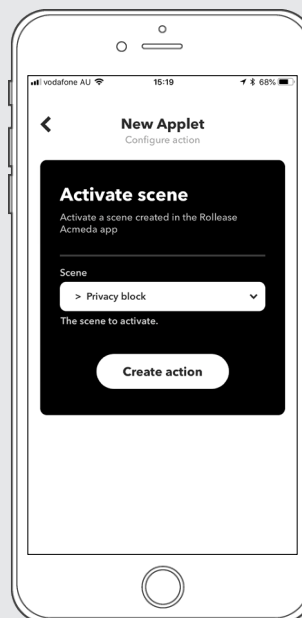 vodafone AU 15:19 68%
New Applet
Configure action
Activate scene
Activate a scene created in the Rollease
Acmeda app
Scene
> Privacy block
The scene to activate.
Create action